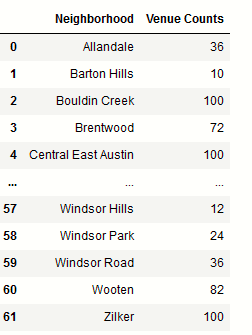 Neighborhood Venue Counts
0 Allandale 36
1 Barton Hills 10
2 Bouldin Creek 100
3 Brentwood 72
4 Central East Austin 100
... ... ...
57 Windsor Hills 12
58 Windsor Park 24
59 Windsor Road 36
60 Wooten 82
61 Zilker 100